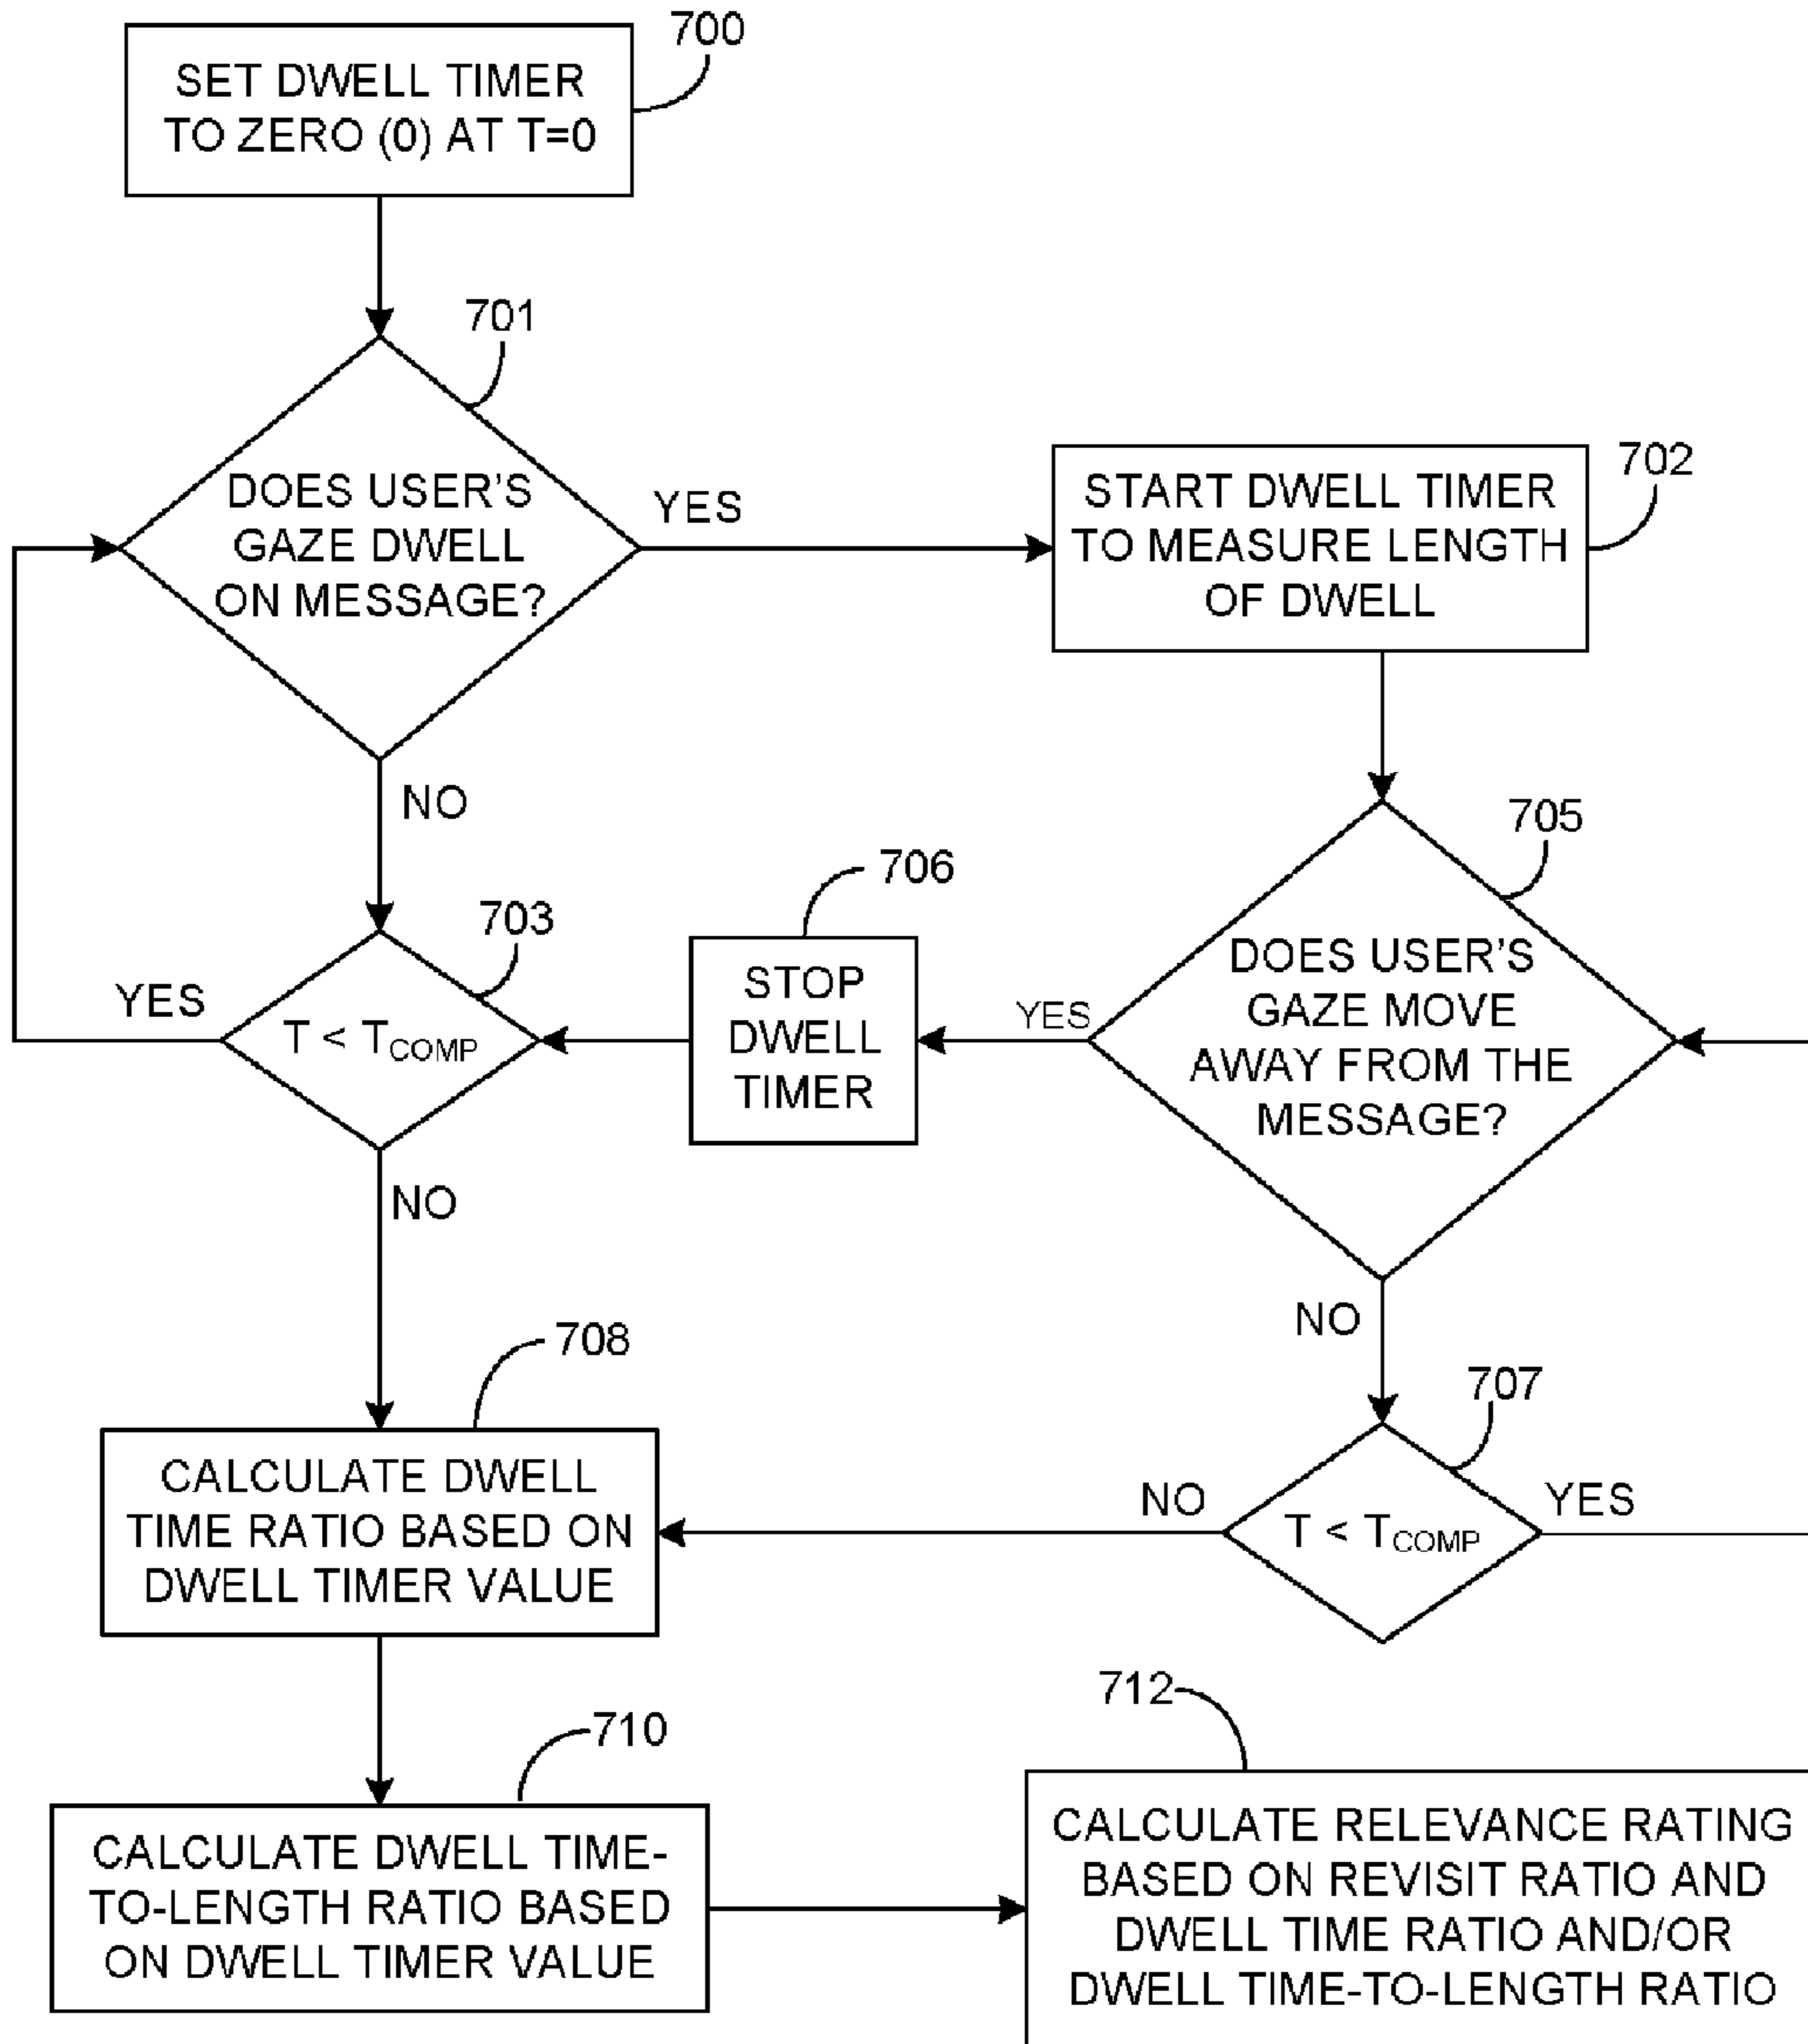 700
SET DWELL TIMER
TO ZERO (0) AT T=0
701
DOES USER'S
GAZE DWELL
ON MESSAGE?
YES
702
START DWELL TIMER
TO MEASURE LENGTH
OF DWELL
NO
705
DOES USER'S
GAZE MOVE
AWAY FROM THE
MESSAGE?
YES
706
STOP
DWELL
TIMER
703
T < TCOMP
YES
NO
NO
707
T < TCOMP
YES
NO
708
CALCULATE DWELL
TIME RATIO BASED ON
DWELL TIMER VALUE
710
CALCULATE DWELL TIME-
TO-LENGTH RATIO BASED
ON DWELL TIMER VALUE
712
CALCULATE RELEVANCE RATING
BASED ON REVISIT RATIO AND
DWELL TIME RATIO AND/OR
DWELL TIME-TO-LENGTH RATIO